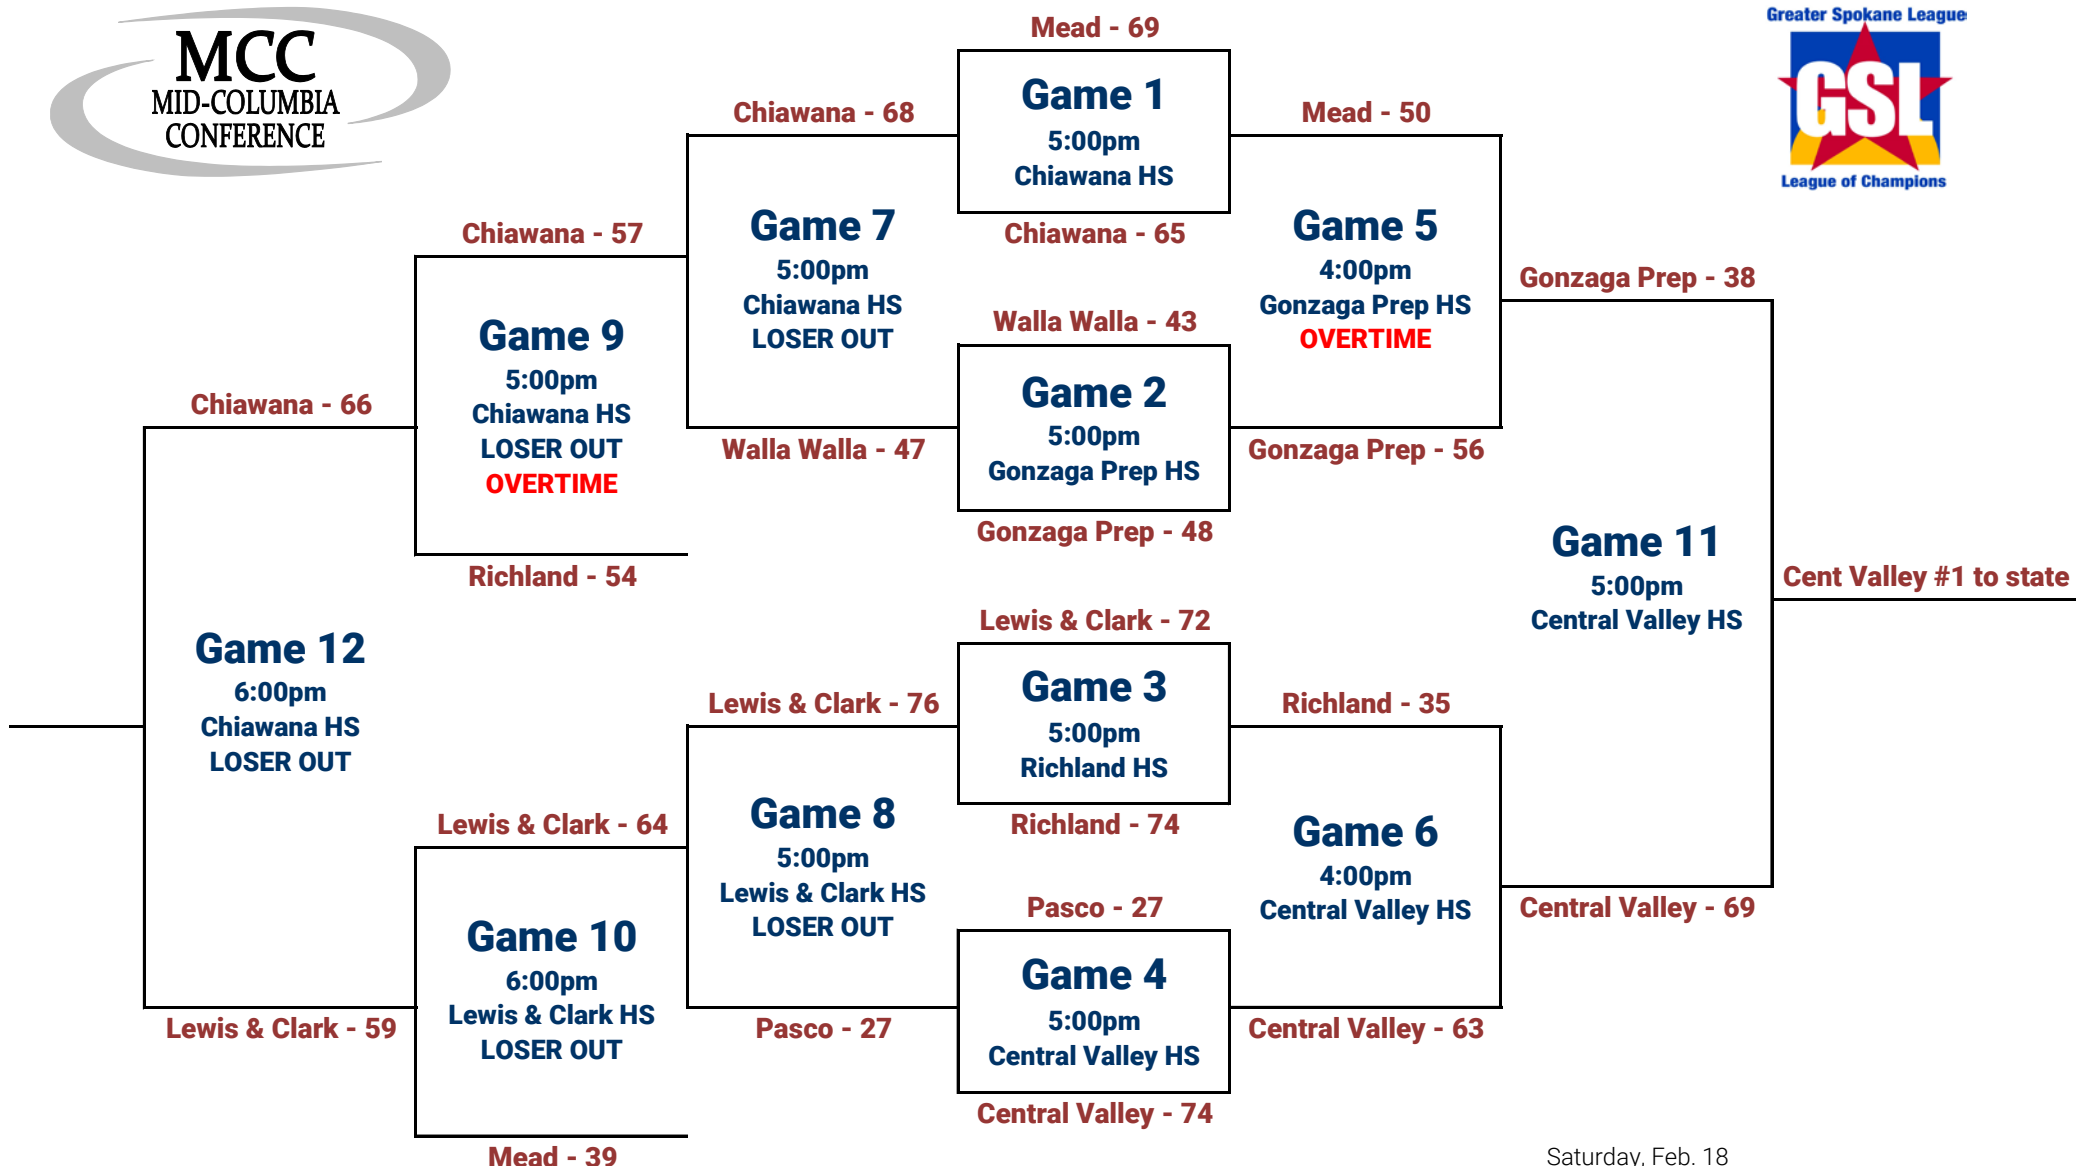 MCC
MID-COLUMBIA
CONFERENCE
Greater Spokane League
GSL
League of Champions
Mead - 69
Game 1
5:00pm
Chiawana HS
Chiawana - 65
Walla Walla - 43
Game 2
5:00pm
Gonzaga Prep HS
Gonzaga Prep - 48
Lewis & Clark - 72
Game 3
5:00pm
Richland HS
Richland - 74
Pasco - 27
Game 4
5:00pm
Central Valley HS
Central Valley - 74
Mead - 50
Game 5
4:00pm
Gonzaga Prep HS
OVERTIME
Gonzaga Prep - 56
Richland - 35
Game 6
4:00pm
Central Valley HS
Central Valley - 63
Chiawana - 68
Game 7
5:00pm
Chiawana HS
LOSER OUT
Walla Walla - 47
Lewis & Clark - 76
Game 8
5:00pm
Lewis & Clark HS
LOSER OUT
Pasco - 27
Chiawana - 57
Game 9
5:00pm
Chiawana HS
LOSER OUT
OVERTIME
Richland - 54
Lewis & Clark - 64
Game 10
6:00pm
Lewis & Clark HS
LOSER OUT
Mead - 39
Gonzaga Prep - 38
Game 11
5:00pm
Central Valley HS
Central Valley - 69
Cent Valley #1 to state
Chiawana - 66
Game 12
6:00pm
Chiawana HS
LOSER OUT
Lewis & Clark - 59
Saturday, Feb. 18